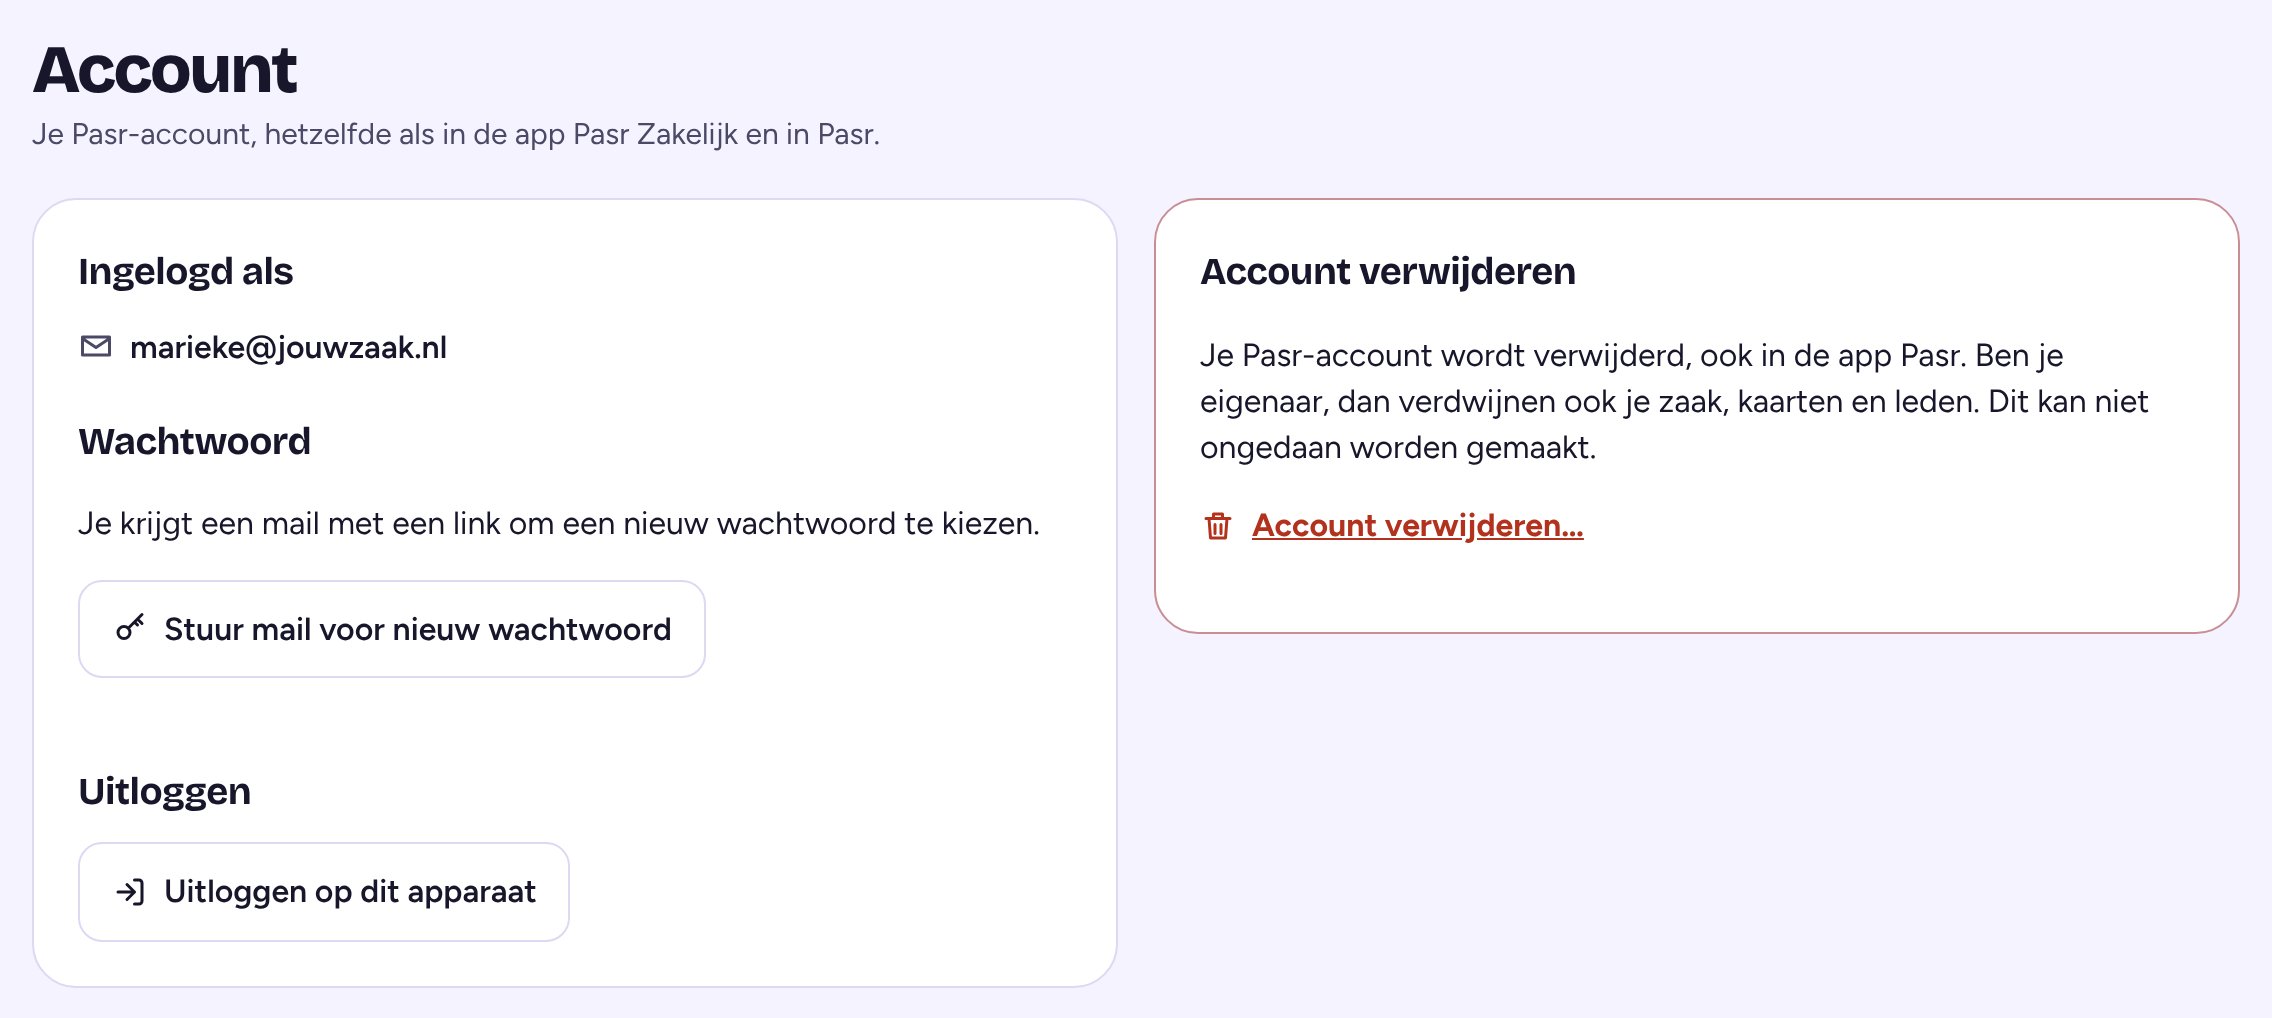 Account
Je Pasr-account, hetzelfde als in de app Pasr Zakelijk en in Pasr.
Ingelogd als
marieke@jouwzaak.nl
Wachtwoord
Je krijgt een mail met een link om een nieuw wachtwoord te kiezen.
Stuur mail voor nieuw wachtwoord
Uitloggen
Uitloggen op dit apparaat
Account verwijderen
Je Pasr-account wordt verwijderd, ook in de app Pasr. Ben je
eigenaar, dan verdwijnen ook je zaak, kaarten en leden. Dit kan niet
ongedaan worden gemaakt.
Account verwijderen...